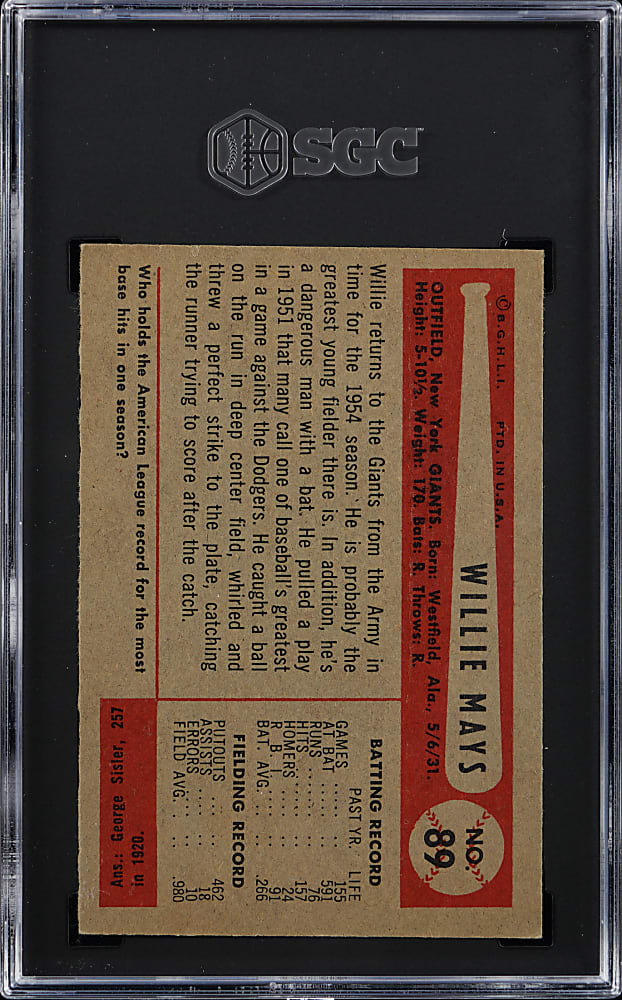 SGC
© B.G.H.L.I. PTD. IN U.S.A.
WILLIE MAYS
NO.
89
OUTFIELD, New York GIANTS. Born: Westfield, Ala., 5/6/31.
Height: 5-10½. Weight: 170. Bats: R. Throws: R.
Willie returns to the Giants from the Army in
time for the 1954 season. He is probably the
greatest young fielder there is. In addition, he's
a dangerous man with a bat. He pulled a play
in 1951 that many call one of baseball's greatest
in a game against the Dodgers. He caught a ball
on the run in deep center field, whirled and
threw a perfect strike to the plate, catching
the runner trying to score after the catch.
BATTING RECORD
PAST YR. LIFE
GAMES ..... 155
AT BAT ..... 591
RUNS ..... 76
HITS ..... 157
HOMERS .... 24
R. B. I. .. 91
BAT. AVG. .. .266
FIELDING RECORD
PUTOUTS .... 462
ASSISTS .... 18
ERRORS .... 10
FIELD AVG. . .980
Who holds the American League record for the most
base hits in one season?
Ans.: George Sisler, 257
in 1920.